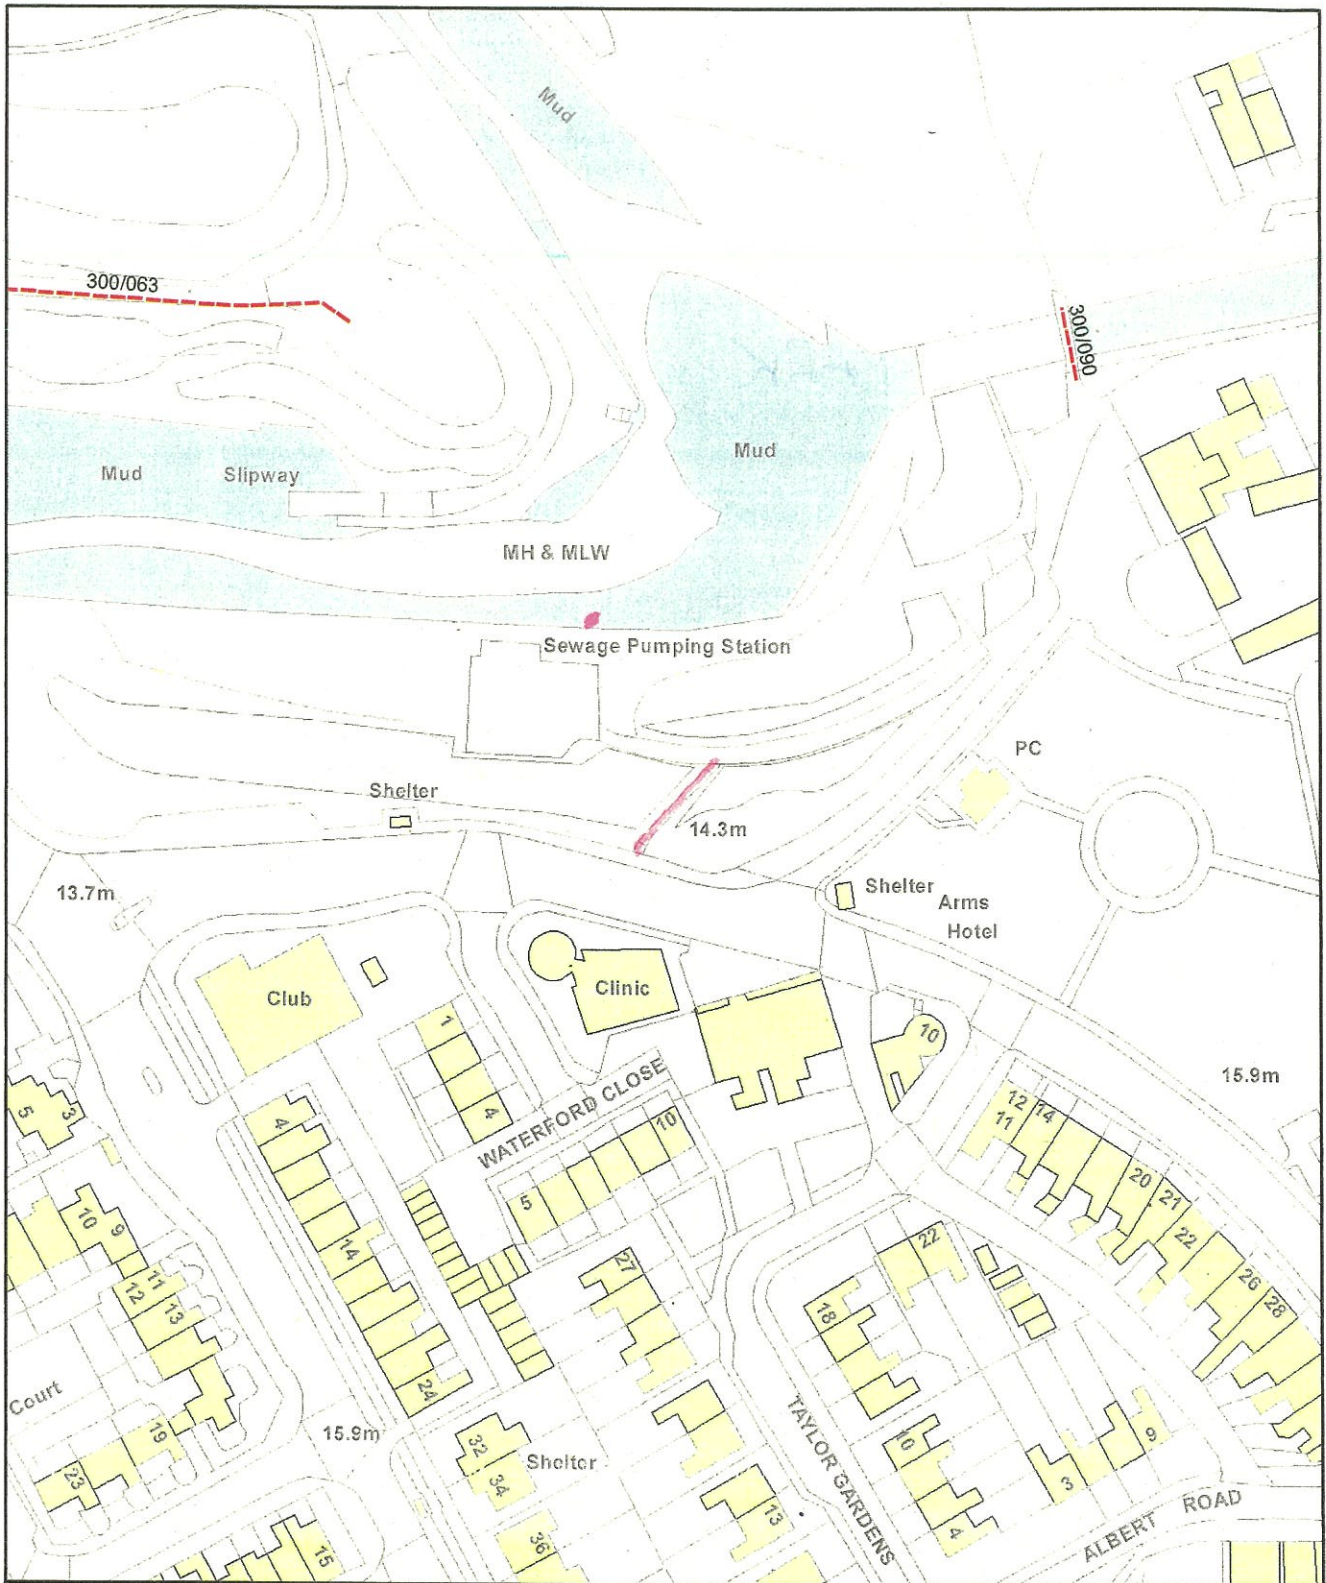 Mud
300/063
300/090
Mud
Slipway
Mud
MH & MLW
Sewage Pumping Station
PC
Shelter
14.3m
13.7m
Shelter
Arms
Hotel
Club
Clinic
1
10
15.9m
5
3
4
4
WATERFORD CLOSE
10
12
14
11
5
10
9
20
21
22
14
27
22
11
12
13
26
28
18
24
Court
15.9m
19
32
Shelter
34
TAYLOR GARDENS
10
9
23
3
13
4
ALBERT ROAD
36
15